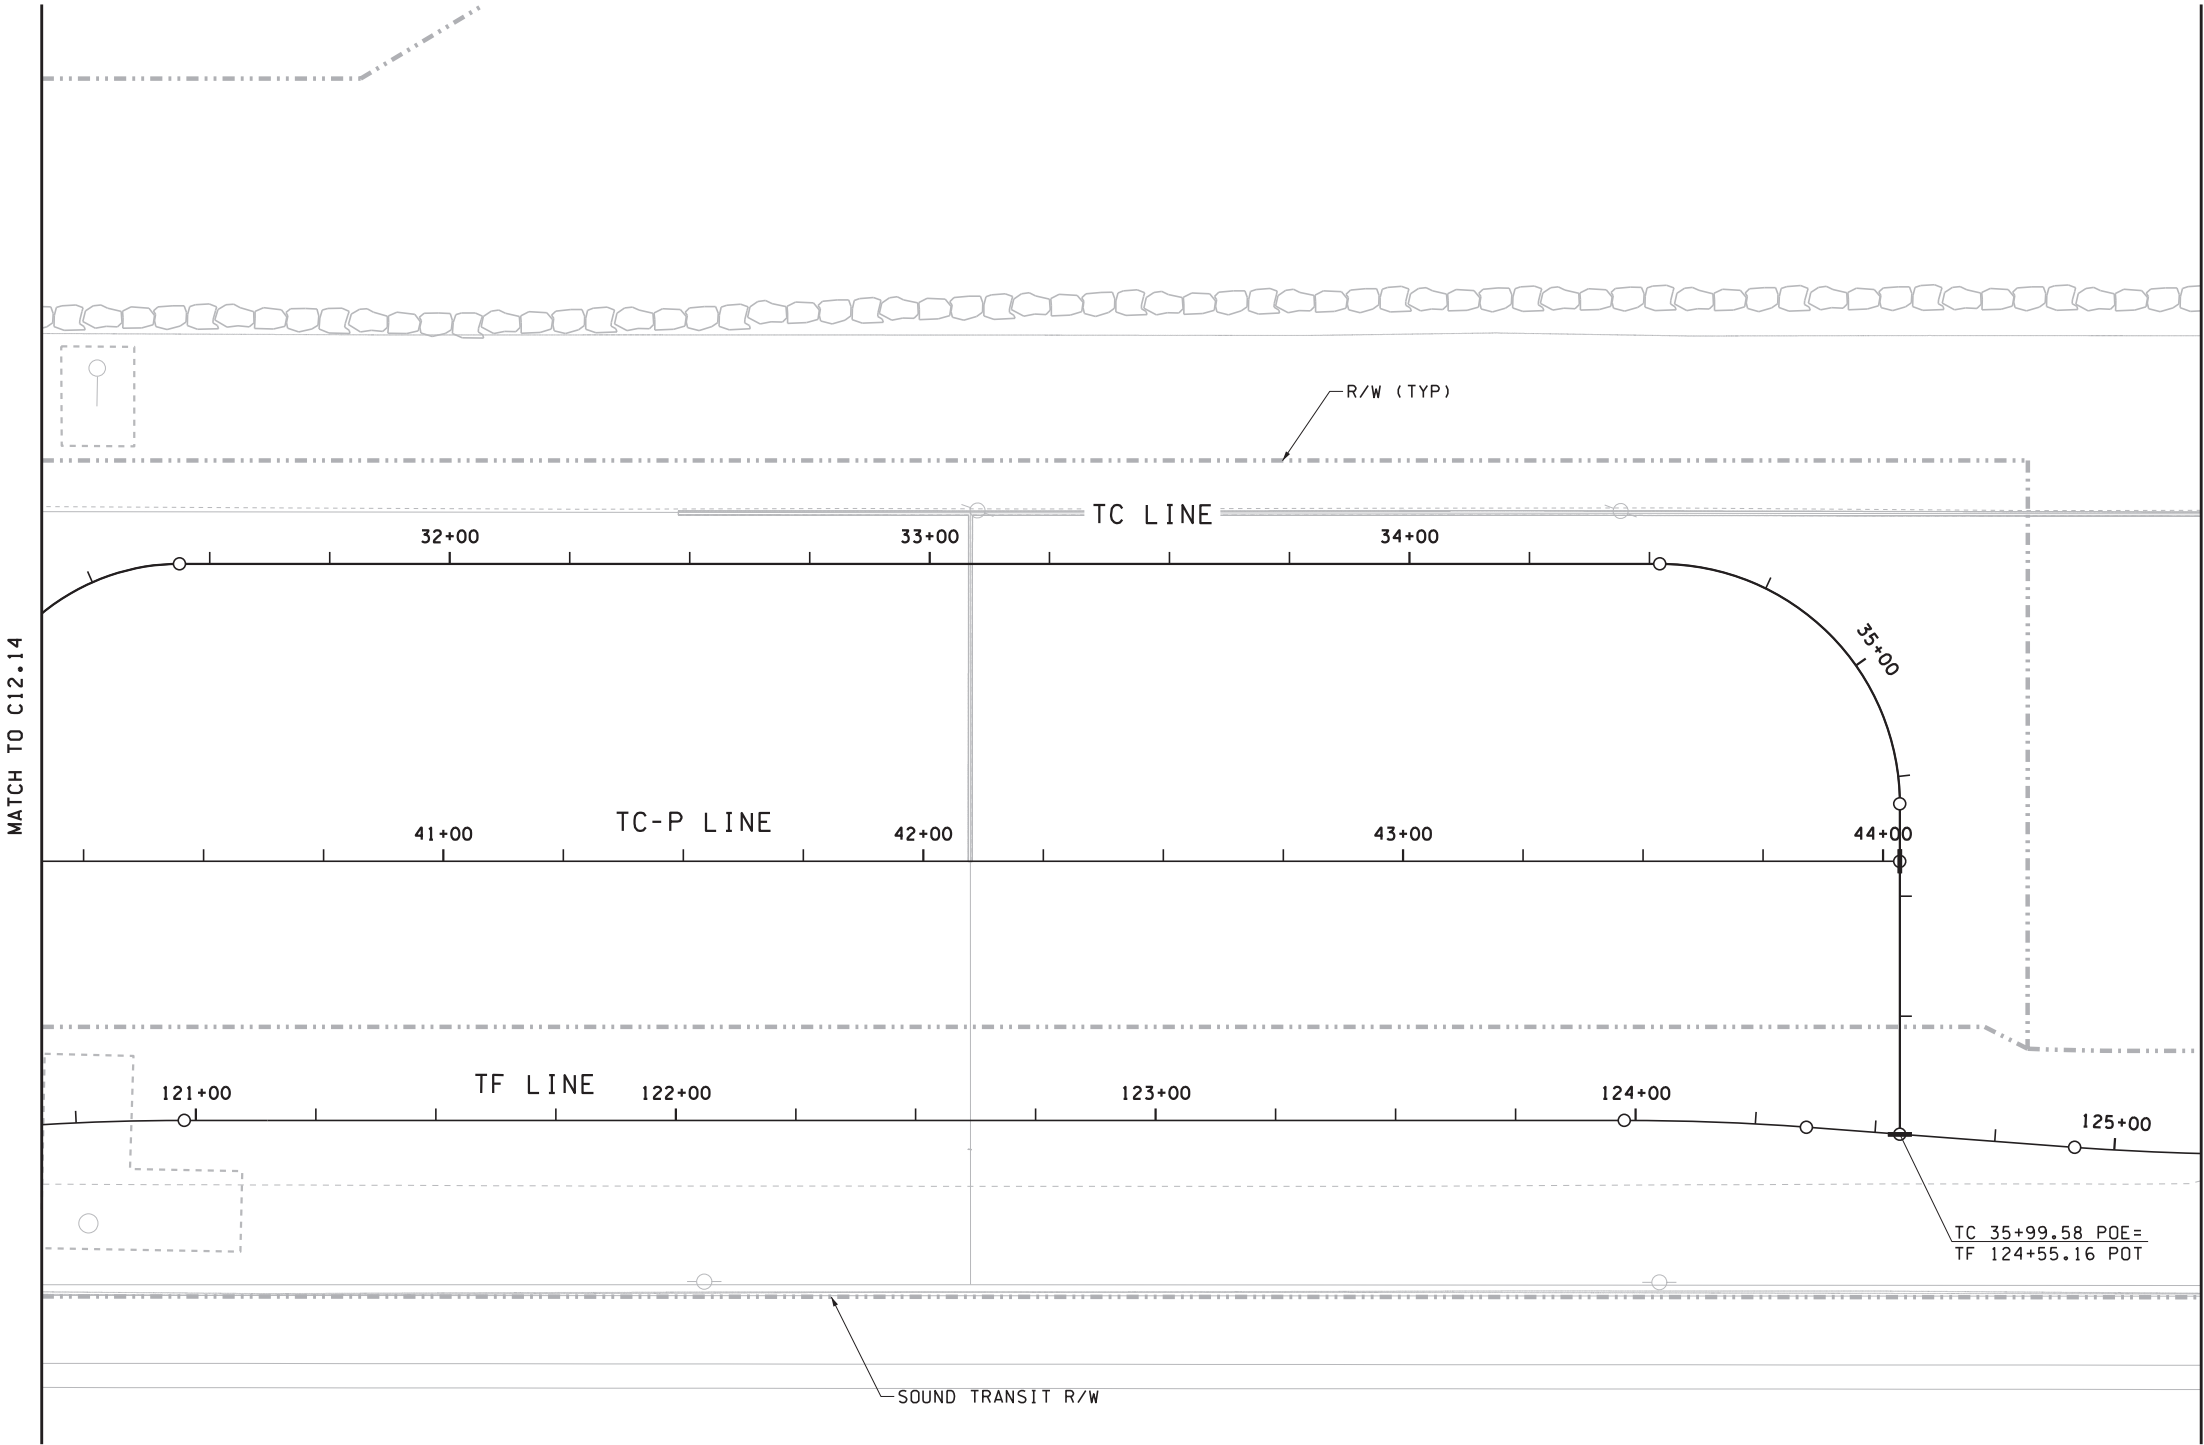 R/W (TYP)
TC LINE
32+00
33+00
34+00
35+00
MATCH TO C12.14
TC-P LINE
41+00
42+00
43+00
44+00
TF LINE
121+00
122+00
123+00
124+00
125+00
TC 35+99.58 POE=
TF 124+55.16 POT
SOUND TRANSIT R/W